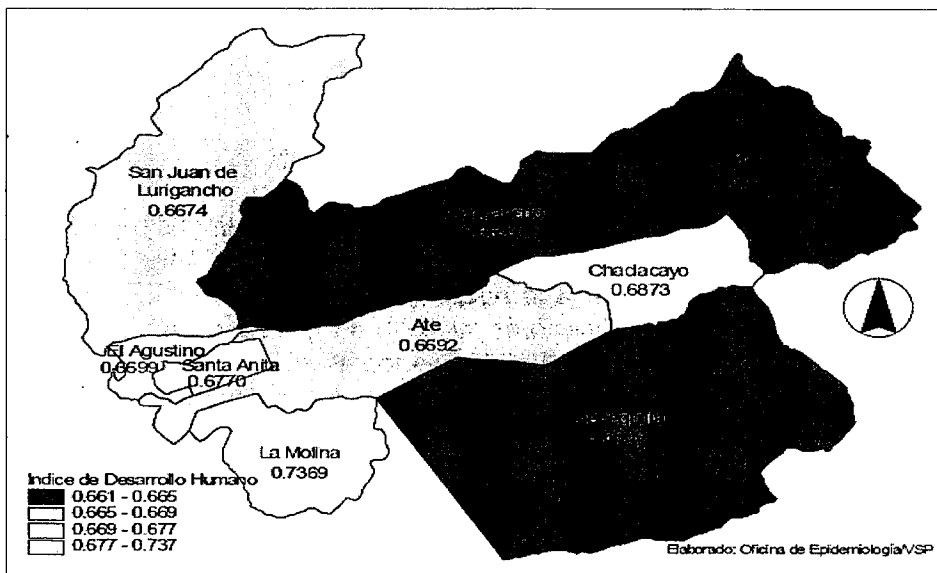 San Juan de
Lurigancho
0.6674
Chadacayo
0.6873
Ate
0.6692
El Agustino
0.6699
Santa Anita
0.6770
La Molina
0.7369
Indice de Desarrollo Humano
0.661 - 0.665
0.665 - 0.669
0.669 - 0.677
0.677 - 0.737
Elaborado: Oficina de Epidemiología/VSP